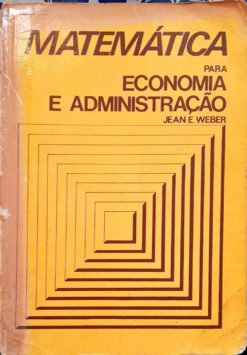 MATEMÁTICA
PARA
ECONOMIA
E ADMINISTRAÇÃO
JEAN E. WEBER